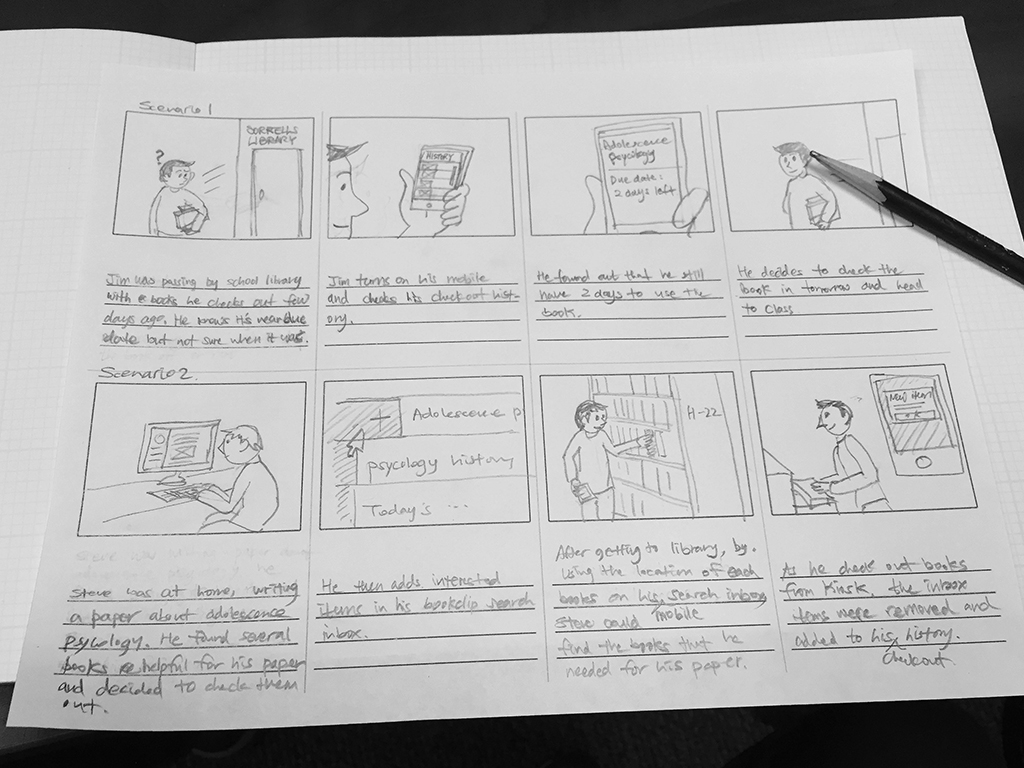 Scenario 1
?
SORRELLS
LIBRARY
HISTORY
Adolescence
psycology
Due date:
2 days left
Jim was passing by school library
with books he checks out few
days ago. He knows it's near due
date but not sure when it was.
Jim turns on his mobile
and checks his check out hist-
ory.
He found out that he still
have 2 days to use the
book.
He decides to check the
book in tomorrow and head
to class
Scenario 2.
Adolescence p
psycology history
Today's ...
H-22
New item
OK
Steve was at home, writing
a paper about adolescence
psycology. He found several
books helpful for his paper
and decided to check them
out.
He then adds interested
items in his bookclip search
inbox.
After getting to library, by
using the location of each
books on his mobile search inbox
Steve could
find the books that he
needed for his paper.
As he check out books
from Kiosk, the inbox
items were removed and
added to his checkout history.